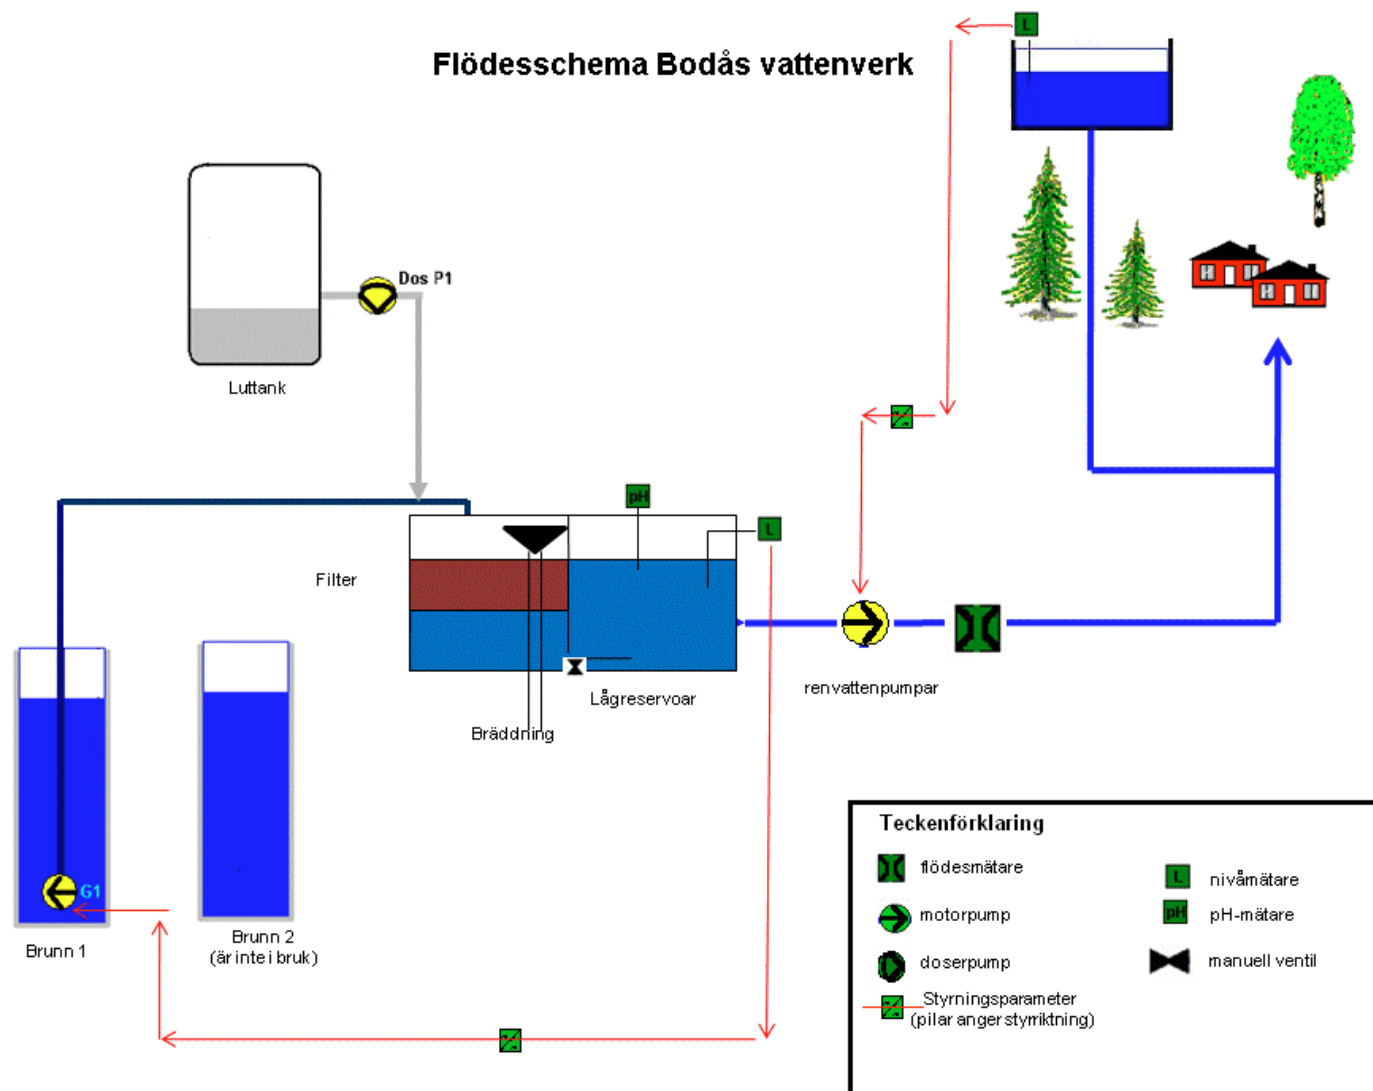 L
Flödesschema Bodås vattenverk
Dos P1
Luttank
pH
L
Filter
Lågreservoar
renvattenpumpar
Bräddning
G1
Brunn 1
Brunn 2
(är inte i bruk)
Teckenförklaring
flödesmätare
motorpump
doserpump
Styrningsparameter
(pilar anger styrriktning)
L nivåmätare
pH pH-mätare
manuell ventil